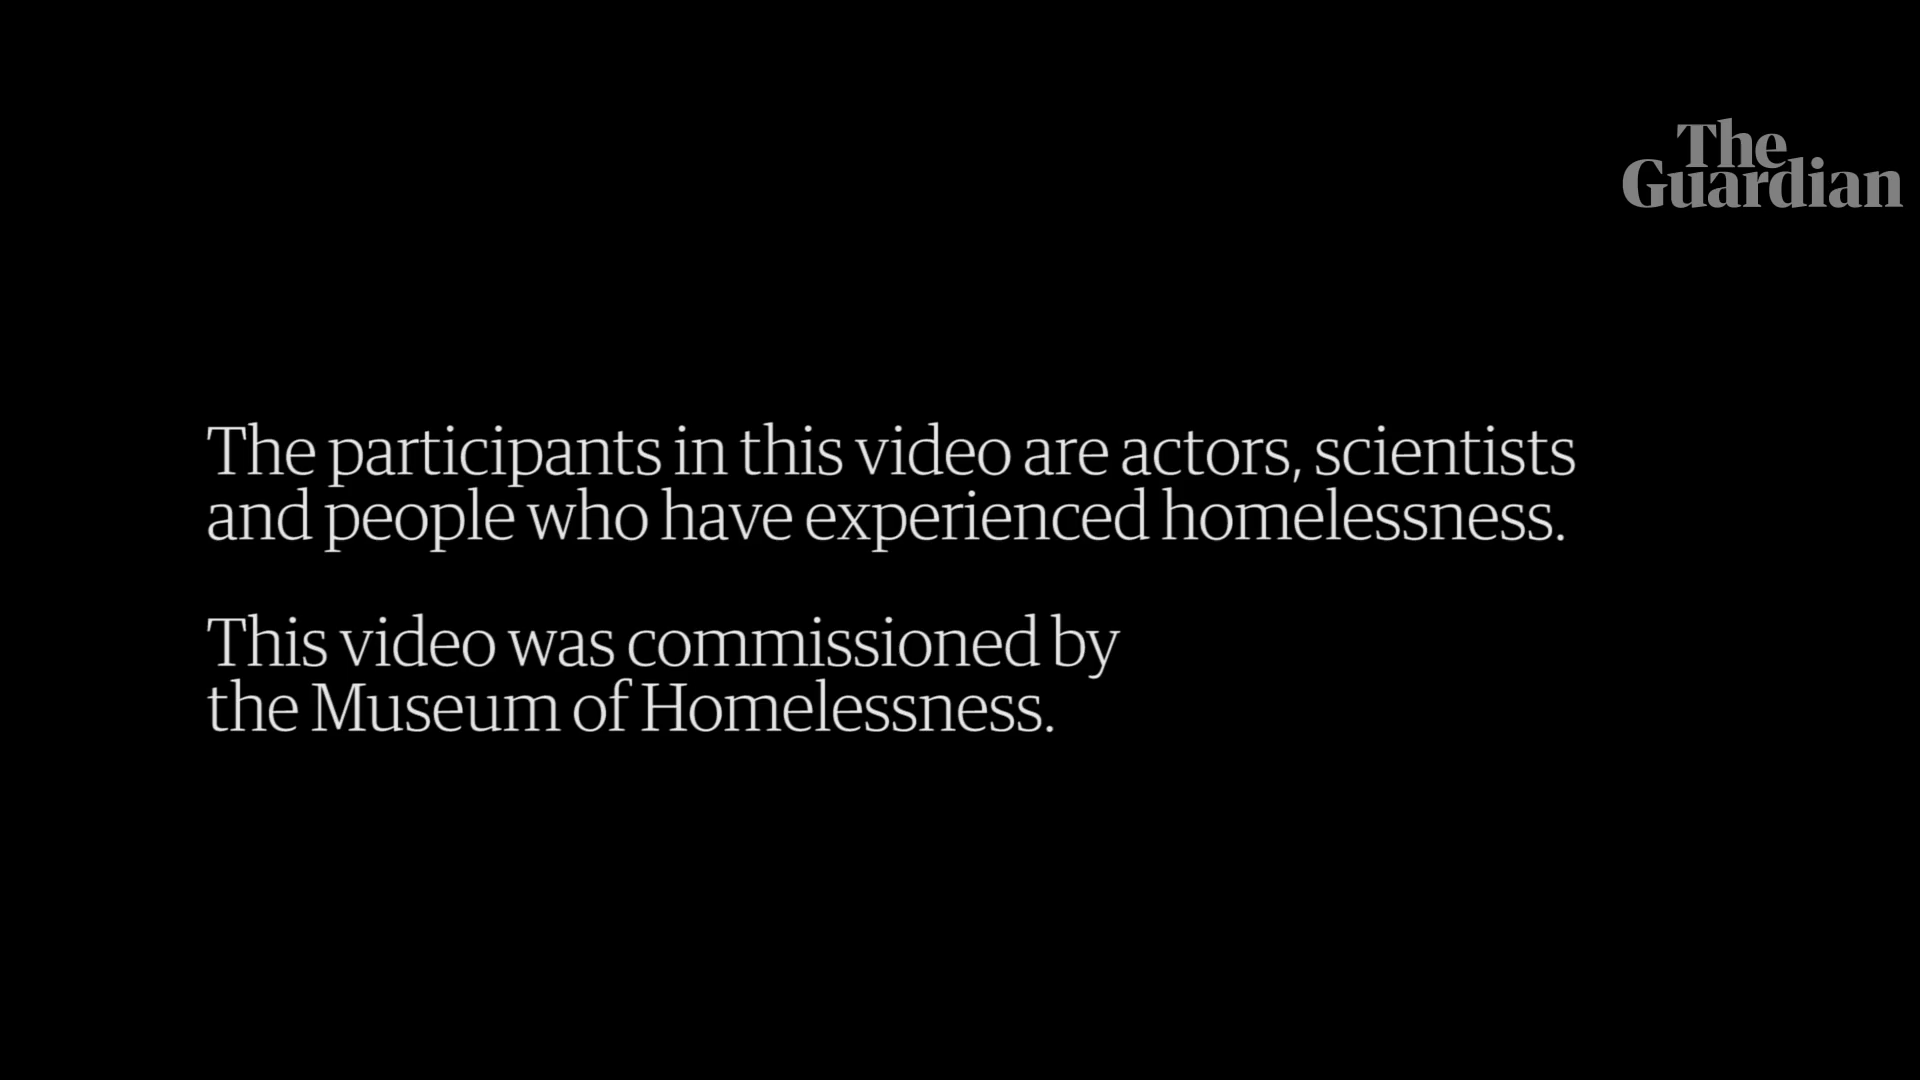 The
Guardian
The participants in this video are actors, scientists
and people who have experienced homelessness.
This video was commissioned by
the Museum of Homelessness.